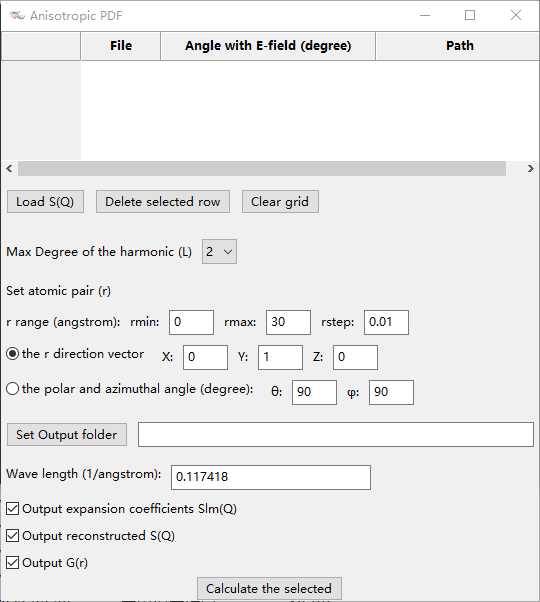 Anisotropic PDF
File Angle with E-field (degree) Path
Load S(Q) Delete selected row Clear grid
Max Degree of the harmonic (L) 2
Set atomic pair (r)
r range (angstrom): rmin: 0 rmax: 30 rstep: 0.01
the r direction vector X: 0 Y: 1 Z: 0
the polar and azimuthal angle (degree): θ: 90 φ: 90
Set Output folder
Wave length (1/angstrom): 0.117418
Output expansion coefficients Slm(Q)
Output reconstructed S(Q)
Output G(r)
Calculate the selected